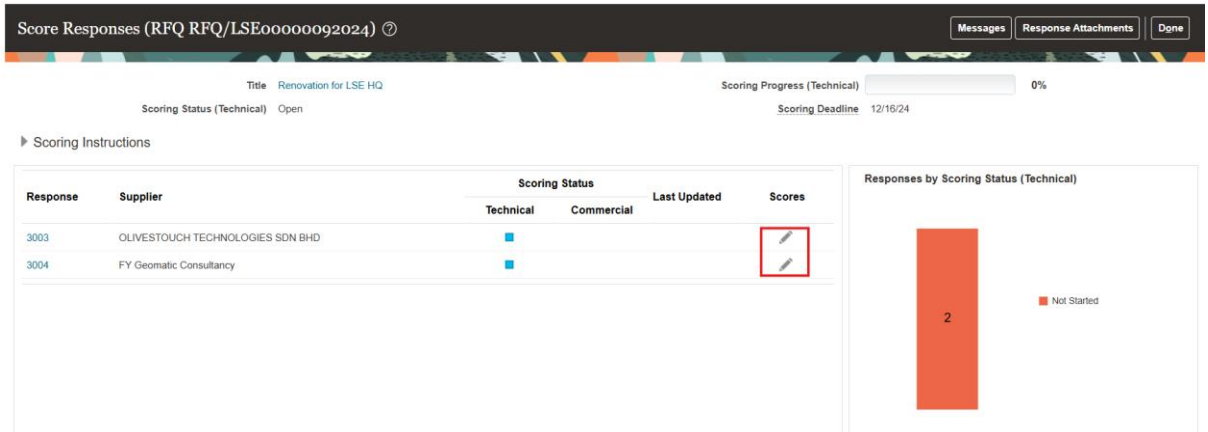 Score Responses (RFQ RFQ/LSE00000092024)
Messages Response Attachments Done
Title Renovation for LSE HQ
Scoring Progress (Technical) 0%
Scoring Status (Technical) Open
Scoring Deadline 12/16/24
Scoring Instructions
Responses by Scoring Status (Technical)
Response Supplier Scoring Status Last Updated Scores
Technical Commercial
3003 OLIVESTOUCH TECHNOLOGIES SDN BHD
3004 FY Geomatic Consultancy
Not Started
2